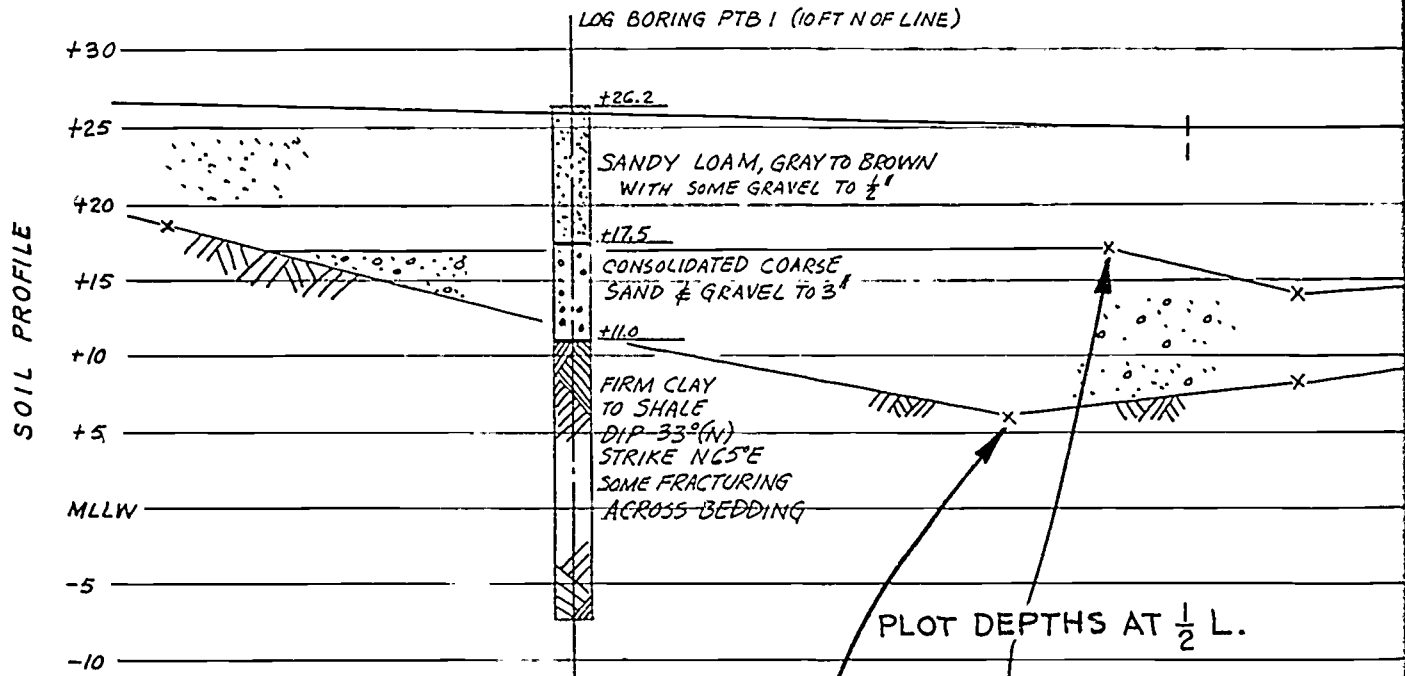 LOG BORING PTB 1 (10 FT N OF LINE)
+30
+26.2
+25
SANDY LOAM, GRAY TO BROWN
WITH SOME GRAVEL TO 1/2"
+20
+17.5
CONSOLIDATED COARSE
SAND & GRAVEL TO 3"
+15
+11.0
+10
FIRM CLAY
TO SHALE
DIP 33°(N)
STRIKE N65°E
SOME FRACTURING
ACROSS BEDDING
+5
MLLW
-5
-10
SOIL PROFILE
PLOT DEPTHS AT 1/2 L.